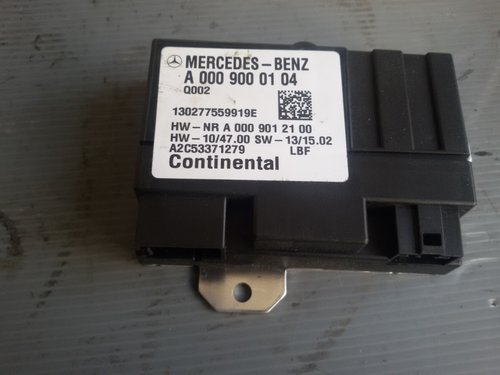 MERCEDES-BENZ
A 000 900 01 04
Q002
130277559919E
HW-NR A 000 901 21 00
HW-10/47.00 SW-13/15.02
A2C53371279 LBF
Continental